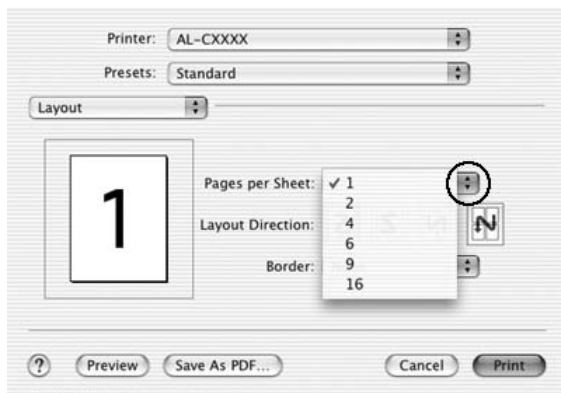 Printer: AL-CXXXX
Presets: Standard
Layout
1
Pages per Sheet: ✓ 1
2
Layout Direction: 4
6
Border: 9
16
? Preview Save As PDF... Cancel Print